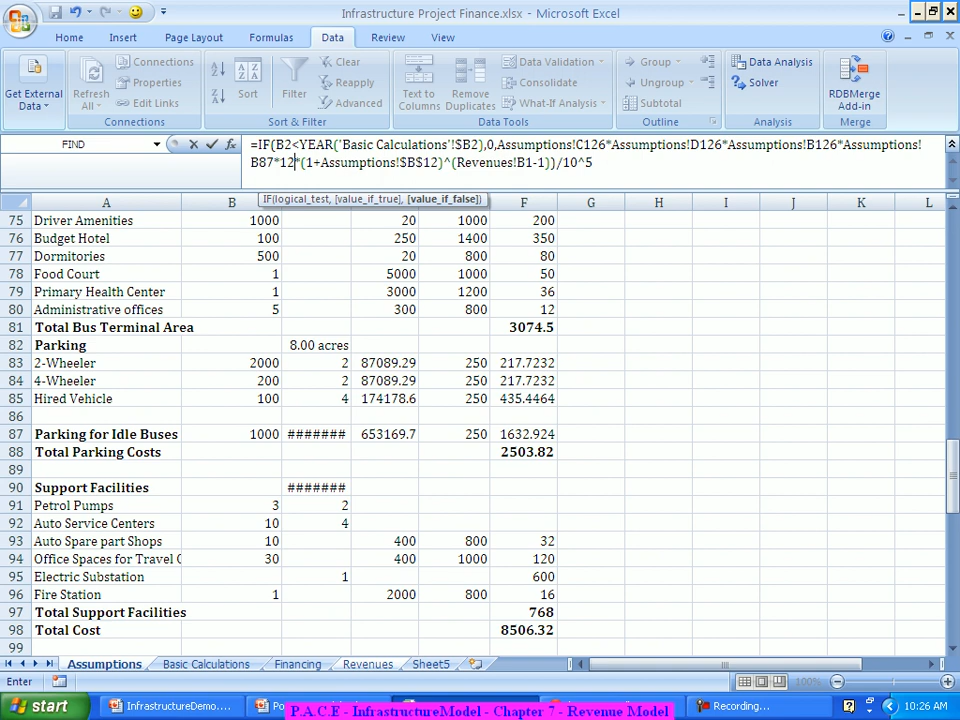 Infrastructure Project Finance.xlsx - Microsoft Excel
Home Insert Page Layout Formulas Data Review View
Get External Data
Refresh All
Connections
Properties
Edit Links
Connections
Sort
Filter
Clear
Reapply
Advanced
Sort & Filter
Text to Columns
Remove Duplicates
Data Validation
Consolidate
What-If Analysis
Data Tools
Group
Ungroup
Subtotal
Outline
Data Analysis
Solver
Analysis
RDBMerge Add-in
Merge
FIND
=IF(B2<YEAR('Basic Calculations'!$B2),0,Assumptions!C126*Assumptions!D126*Assumptions!B126*Assumptions!
B87*12*(1+Assumptions!$B$12)^(Revenues!B1-1))/10^5
IF(logical_test, [value_if_true], [value_if_false])
A B F G H I J K L
75 Driver Amenities 1000 20 1000 200
76 Budget Hotel 100 250 1400 350
77 Dormitories 500 20 800 80
78 Food Court 1 5000 1000 50
79 Primary Health Center 1 3000 1200 36
80 Administrative offices 5 300 800 12
81 Total Bus Terminal Area 3074.5
82 Parking 8.00 acres
83 2-Wheeler 2000 2 87089.29 250 217.7232
84 4-Wheeler 200 2 87089.29 250 217.7232
85 Hired Vehicle 100 4 174178.6 250 435.4464
86
87 Parking for Idle Buses 1000 ####### 653169.7 250 1632.924
88 Total Parking Costs 2503.82
89
90 Support Facilities #######
91 Petrol Pumps 3 2
92 Auto Service Centers 10 4
93 Auto Spare part Shops 10 400 800 32
94 Office Spaces for Travel C 30 400 1000 120
95 Electric Substation 1 600
96 Fire Station 1 2000 800 16
97 Total Support Facilities 768
98 Total Cost 8506.32
99
Assumptions Basic Calculations Financing Revenues Sheet5
Enter 100%
start InfrastructureDemo.... Po Recording... 10:26 AM
P.A.C.E - InfrastructureModel - Chapter 7 - Revenue Model